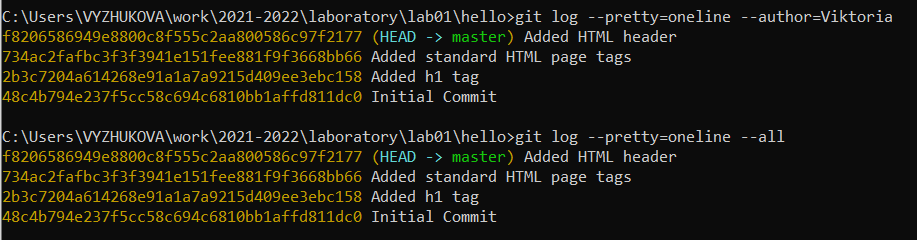 C:\Users\VYZHUKOVA\work\2021-2022\laboratory\lab01\hello>git log --pretty=oneline --author=Viktoria
f8206586949e8800c8f555c2aa800586c97f2177 (HEAD -> master) Added HTML header
734ac2fafbc3f3f3941e151fee881f9f3668bb66 Added standard HTML page tags
2b3c7204a614268e91a1a7a9215d409ee3ebc158 Added h1 tag
48c4b794e237f5cc58c694c6810bb1affd811dc0 Initial Commit
C:\Users\VYZHUKOVA\work\2021-2022\laboratory\lab01\hello>git log --pretty=oneline --all
f8206586949e8800c8f555c2aa800586c97f2177 (HEAD -> master) Added HTML header
734ac2fafbc3f3f3941e151fee881f9f3668bb66 Added standard HTML page tags
2b3c7204a614268e91a1a7a9215d409ee3ebc158 Added h1 tag
48c4b794e237f5cc58c694c6810bb1affd811dc0 Initial Commit